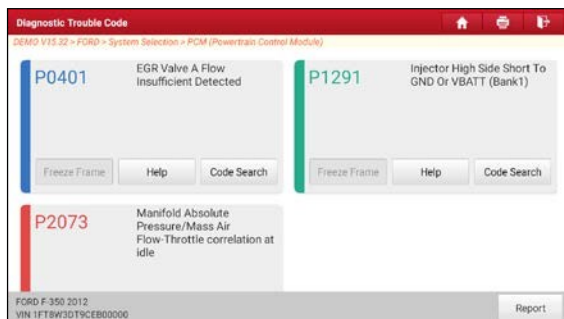 Diagnostic Trouble Code
DEMO V15.32 > FORD > System Selection > PCM (Powertrain Control Module)
P0401
EGR Valve A Flow
Insufficient Detected
Freeze Frame
Help
Code Search
P1291
Injector High Side Short To
GND Or VBATT (Bank1)
Freeze Frame
Help
Code Search
P2073
Manifold Absolute
Pressure/Mass Air
Flow-Throttle correlation at
idle
FORD F-350 2012
VIN 1FT8W3DT9CEB00000
Report